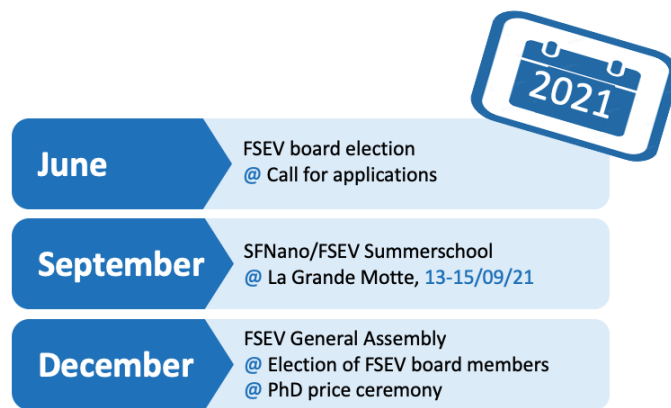 2021
June
FSEV board election
@ Call for applications
September
SFNano/FSEV Summerschool
@ La Grande Motte, 13-15/09/21
December
FSEV General Assembly
@ Election of FSEV board members
@ PhD price ceremony